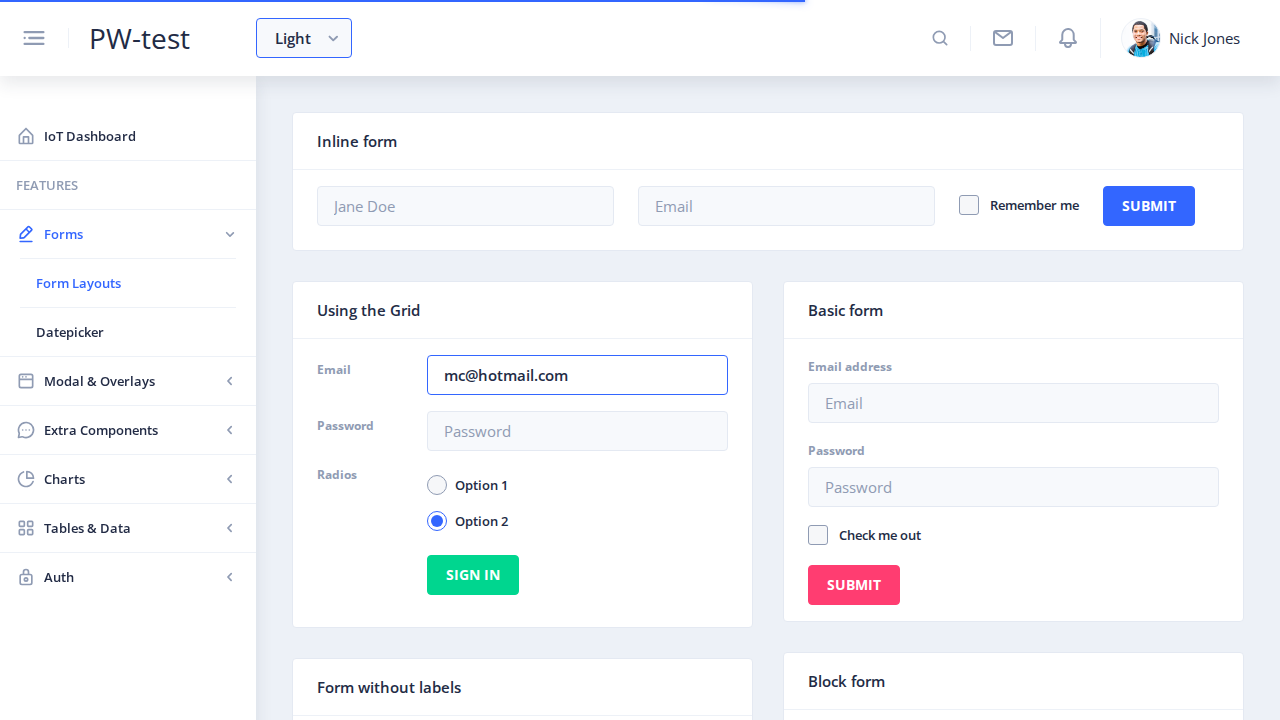 PW-test
Light
Nick Jones
IoT Dashboard
FEATURES
Forms
Form Layouts
Datepicker
Modal & Overlays
Extra Components
Charts
Tables & Data
Auth
Inline form
Jane Doe
Email
Remember me
SUBMIT
Using the Grid
Email
mc@hotmail.com
Password
Password
Radios
Option 1
Option 2
SIGN IN
Basic form
Email address
Email
Password
Password
Check me out
SUBMIT
Form without labels
Block form